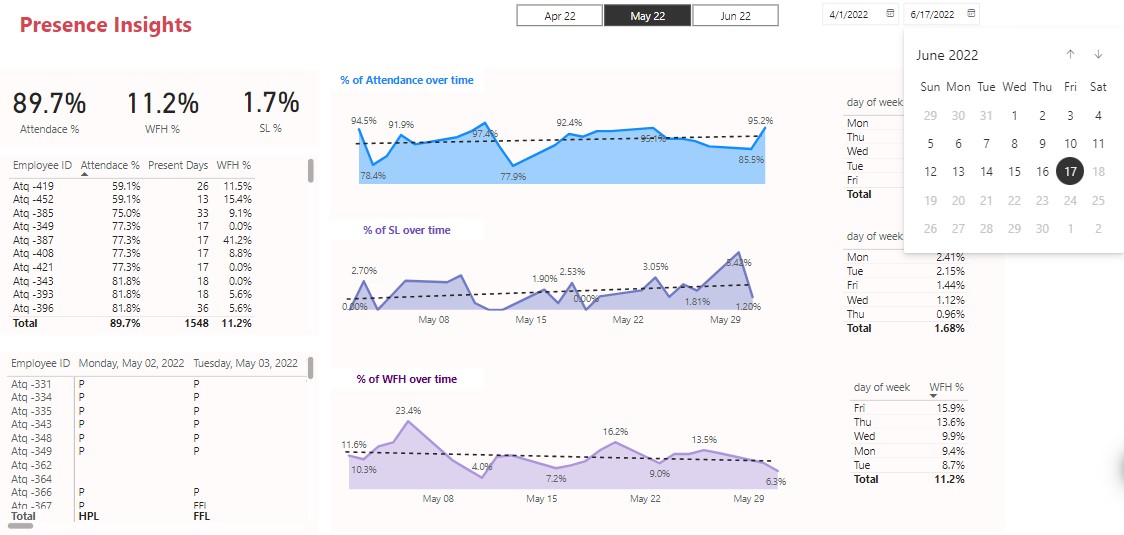 Presence Insights
Apr 22
May 22
Jun 22
4/1/2022
6/17/2022
June 2022
Sun Mon Tue Wed Thu Fri Sat
29 30 31 1 2 3 4
5 6 7 8 9 10 11
12 13 14 15 16 17 18
19 20 21 22 23 24 25
26 27 28 29 30 1 2
89.7%
Attendace %
11.2%
WFH %
1.7%
SL %
Employee ID Attendace % Present Days WFH %
Atq -419 59.1% 26 11.5%
Atq -452 59.1% 13 15.4%
Atq -385 75.0% 33 9.1%
Atq -349 77.3% 17 0.0%
Atq -387 77.3% 17 41.2%
Atq -408 77.3% 17 8.8%
Atq -421 77.3% 17 0.0%
Atq -343 81.8% 18 0.0%
Atq -393 81.8% 18 5.6%
Atq -396 81.8% 36 5.6%
Total 89.7% 1548 11.2%
Employee ID Monday, May 02, 2022 Tuesday, May 03, 2022
Atq -331 P P
Atq -334 P P
Atq -335 P P
Atq -343 P P
Atq -348 P P
Atq -349 P P
Atq -362
Atq -364
Atq -366 P P
Atq -367 P FFL
Total HPL FFL
% of Attendance over time
94.5%
78.4%
91.9%
97.4%
77.9%
92.4%
95.1%
85.5%
95.2%
% of SL over time
0.00%
2.70%
1.90%
2.53%
0.00%
3.05%
1.81%
5.42%
1.20%
May 08 May 15 May 22 May 29
% of WFH over time
11.6%
10.3%
23.4%
4.0%
7.2%
16.2%
9.0%
13.5%
6.3%
May 08 May 15 May 22 May 29
day of week
Mon
Thu
Wed
Tue
Fri
Total
day of week
Mon 2.41%
Tue 2.15%
Fri 1.44%
Wed 1.12%
Thu 0.96%
Total 1.68%
day of week WFH %
Fri 15.9%
Thu 13.6%
Wed 9.9%
Mon 9.4%
Tue 8.7%
Total 11.2%